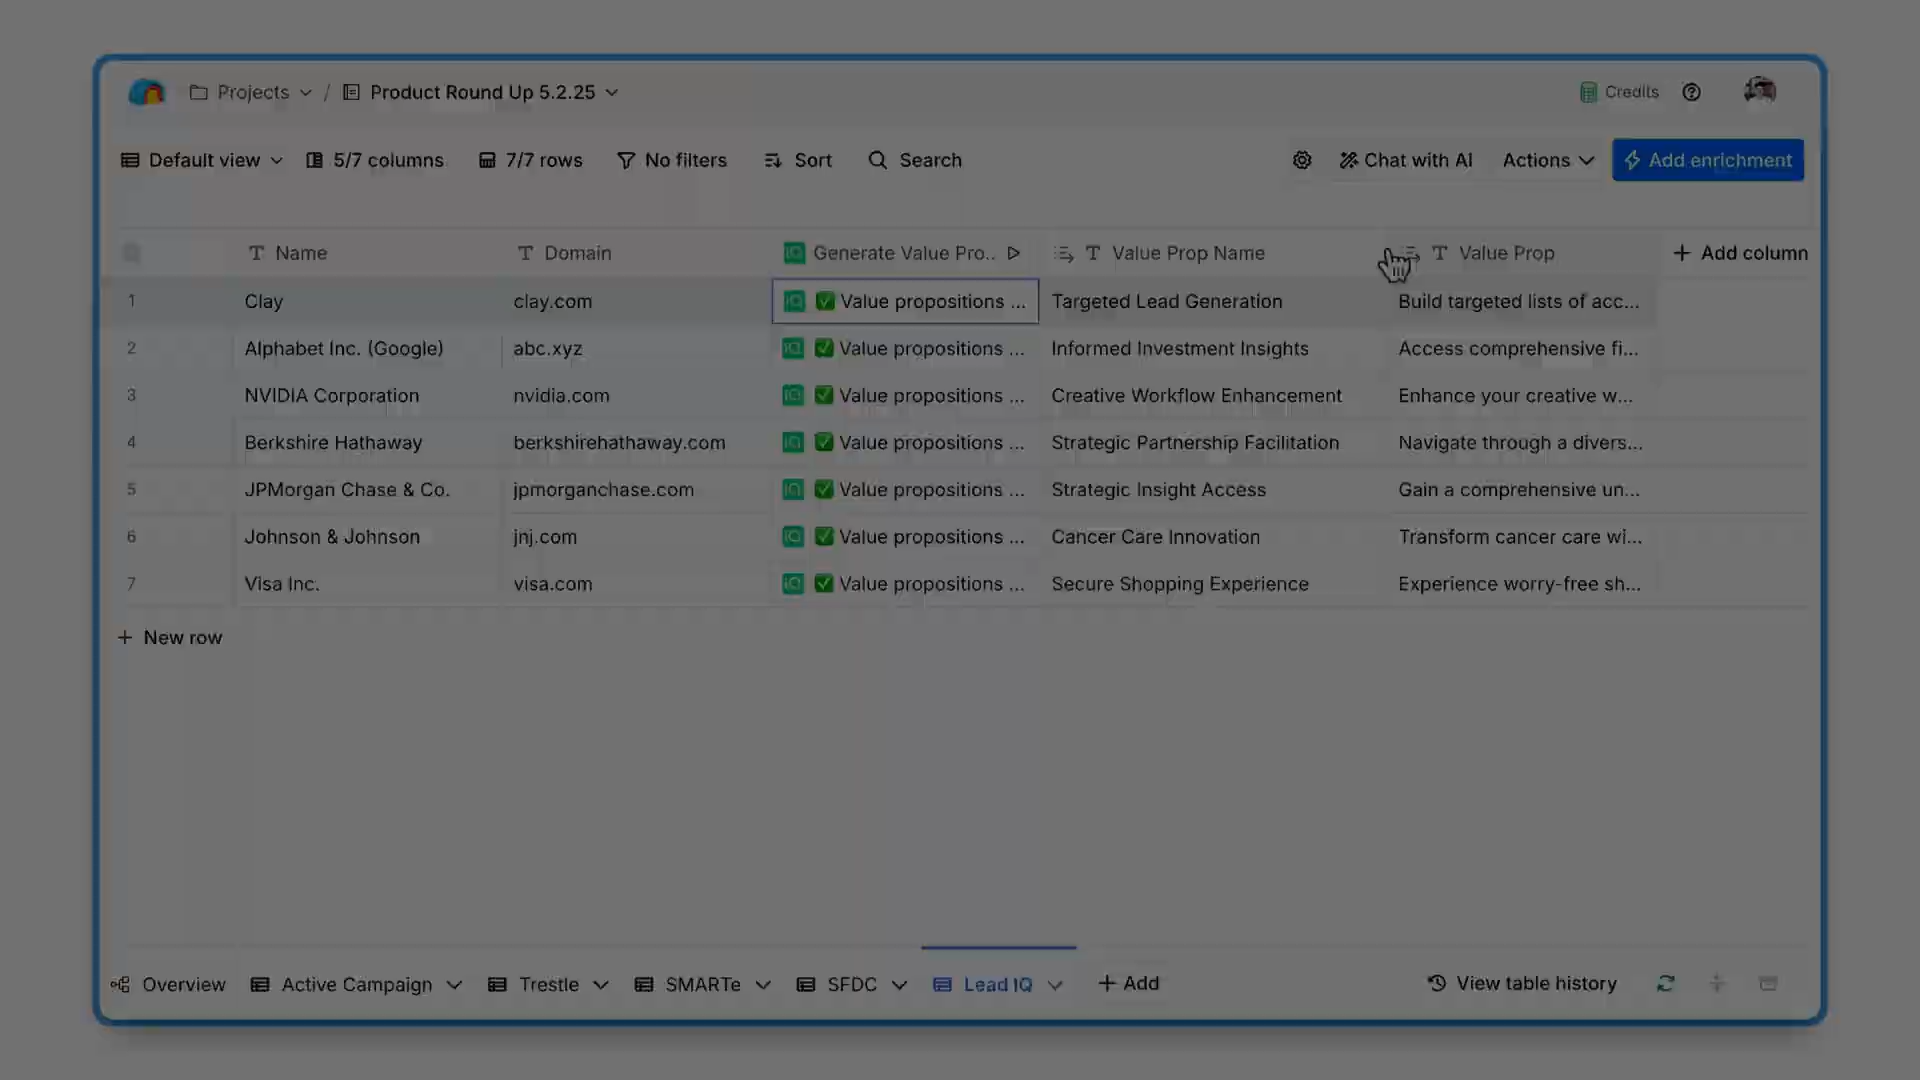 Projects / Product Round Up 5.2.25 Credits
Default view 5/7 columns 7/7 rows No filters Sort Search Chat with AI Actions Add enrichment
Name Domain Generate Value Pro.. Value Prop Name Value Prop + Add column
1 Clay clay.com Value propositions ... Targeted Lead Generation Build targeted lists of acc...
2 Alphabet Inc. (Google) abc.xyz Value propositions ... Informed Investment Insights Access comprehensive fi...
3 NVIDIA Corporation nvidia.com Value propositions ... Creative Workflow Enhancement Enhance your creative w...
4 Berkshire Hathaway berkshirehathaway.com Value propositions ... Strategic Partnership Facilitation Navigate through a divers...
5 JPMorgan Chase & Co. jpmorganchase.com Value propositions ... Strategic Insight Access Gain a comprehensive un...
6 Johnson & Johnson jnj.com Value propositions ... Cancer Care Innovation Transform cancer care wi...
7 Visa Inc. visa.com Value propositions ... Secure Shopping Experience Experience worry-free sh...
+ New row
Overview Active Campaign Trestle SMARTe SFDC Lead IQ + Add View table history